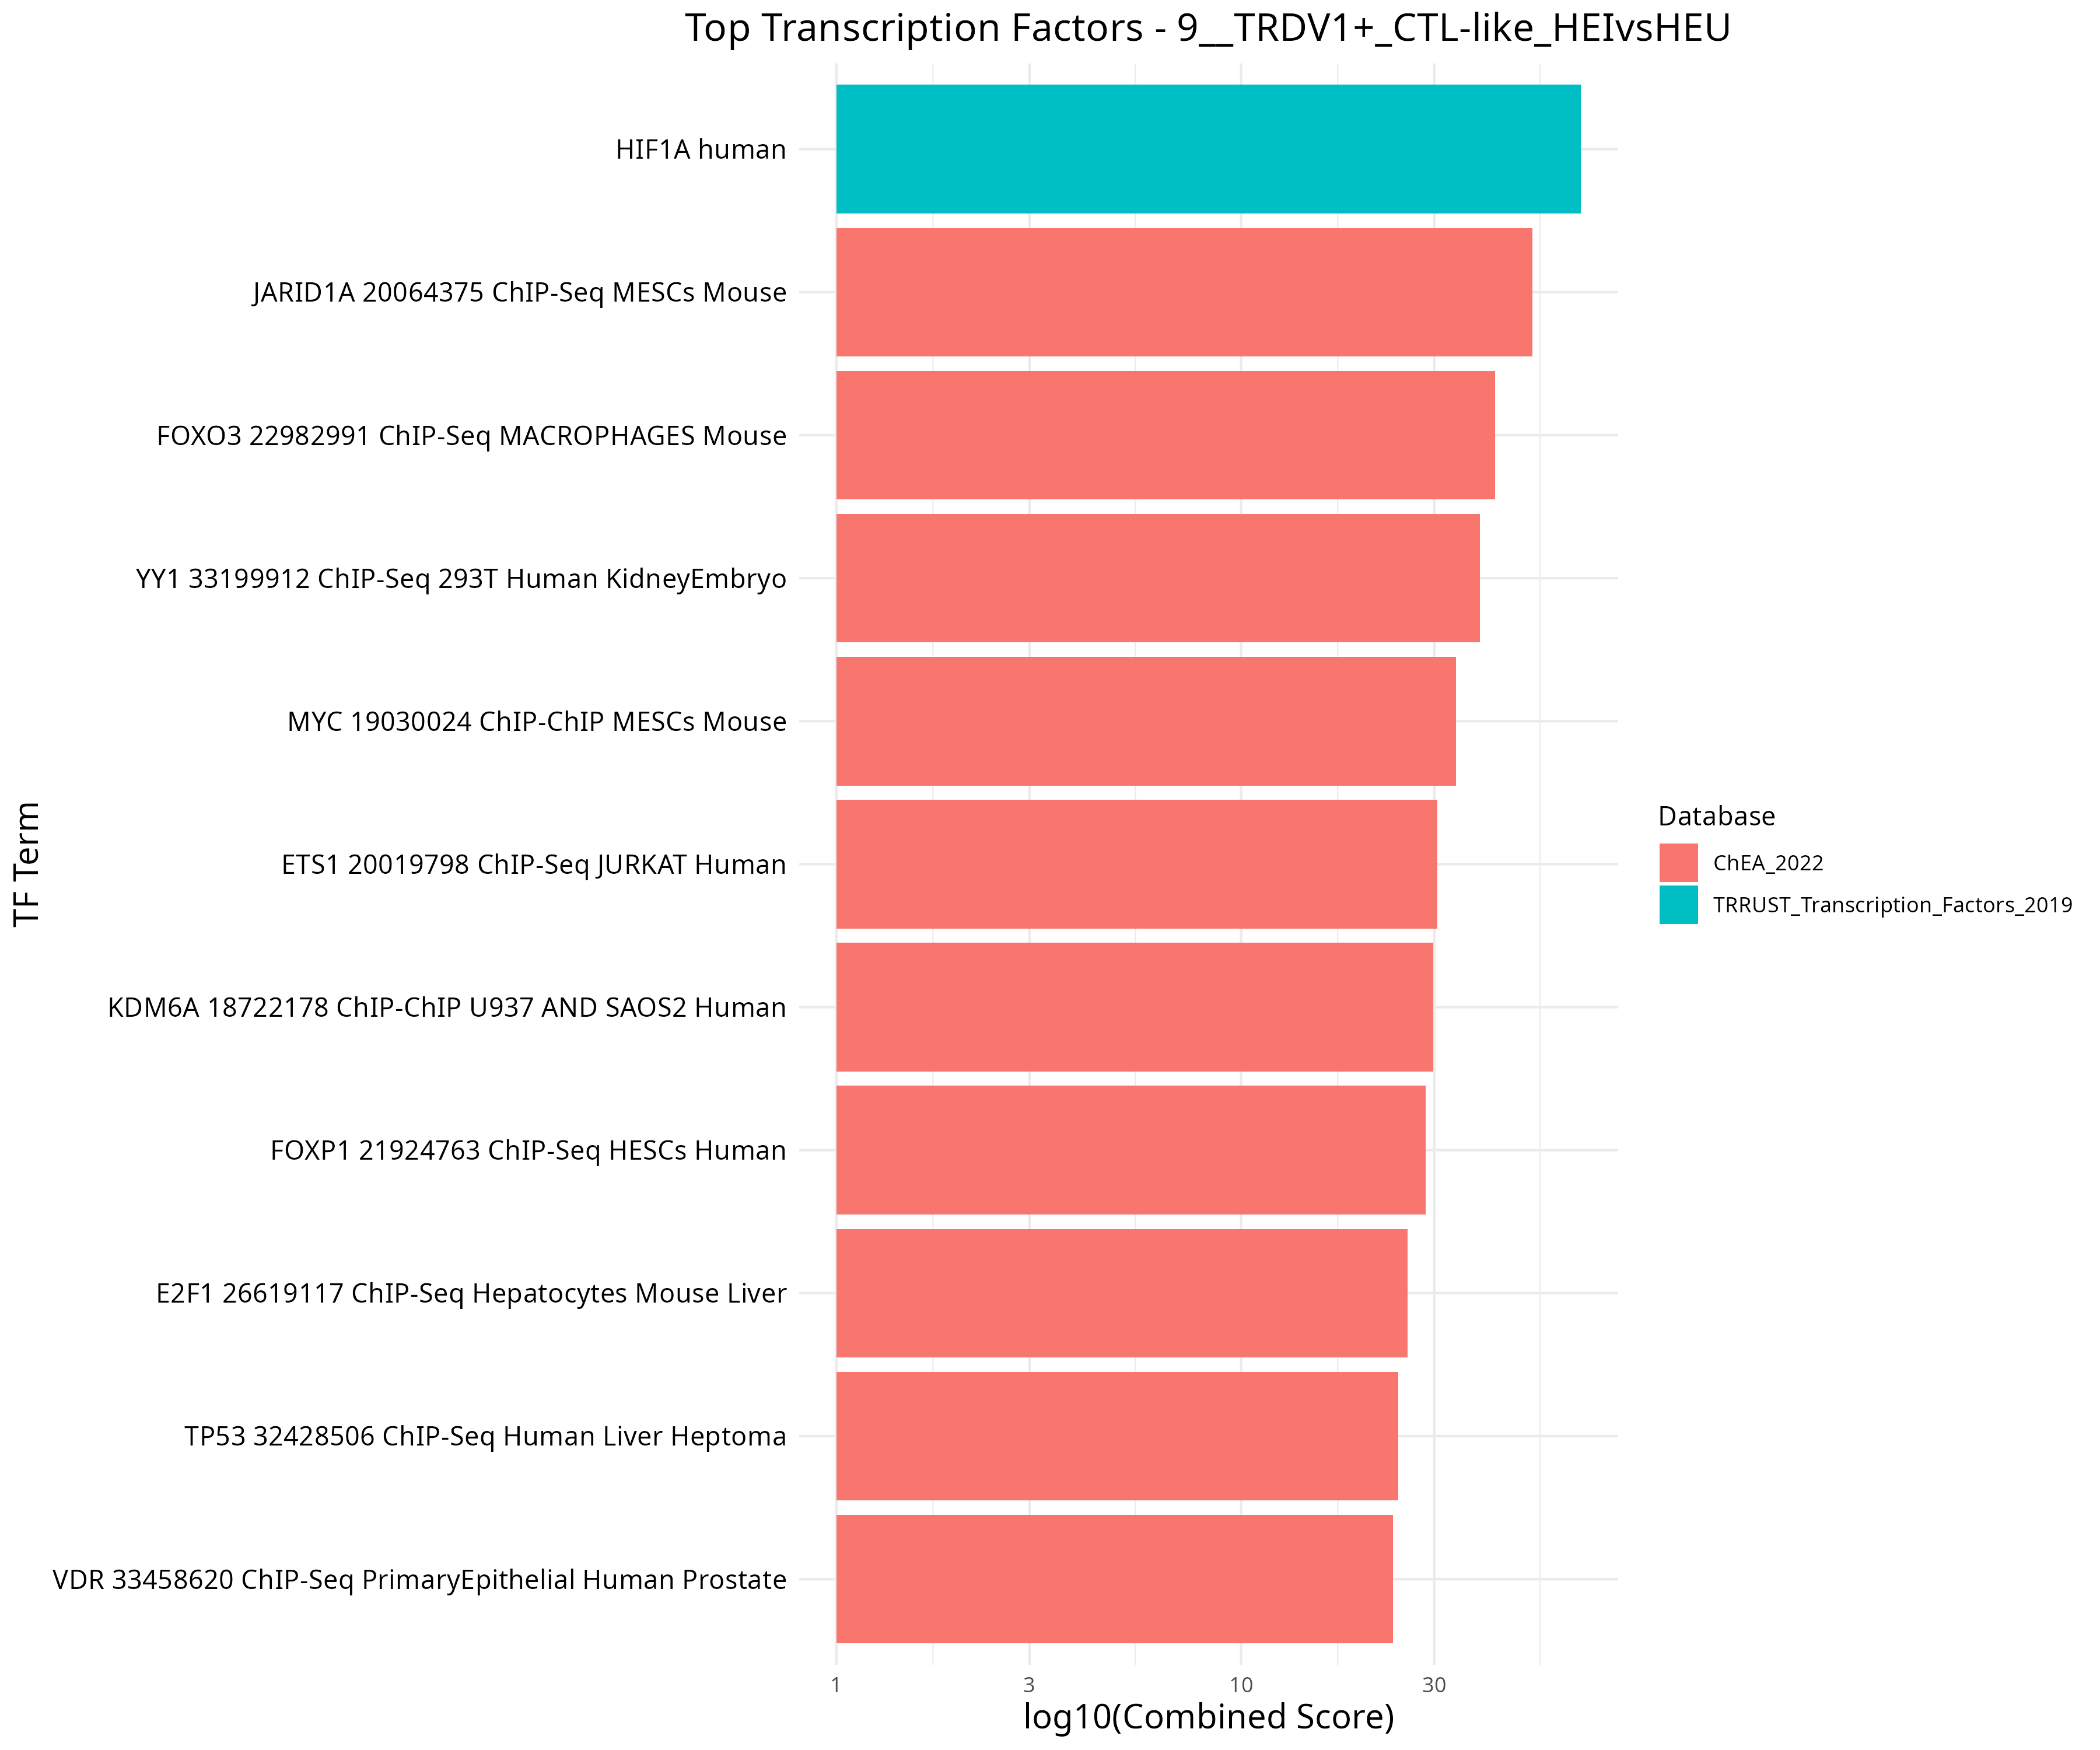 Top Transcription Factors - 9__TRDV1+_CTL-like_HEIvsHEU
HIF1A human
JARID1A 20064375 ChIP-Seq MESCs Mouse
FOXO3 22982991 ChIP-Seq MACROPHAGES Mouse
YY1 33199912 ChIP-Seq 293T Human KidneyEmbryo
MYC 19030024 ChIP-ChIP MESCs Mouse
ETS1 20019798 ChIP-Seq JURKAT Human
KDM6A 18722178 ChIP-ChIP U937 AND SAOS2 Human
FOXP1 21924763 ChIP-Seq HESCs Human
E2F1 26619117 ChIP-Seq Hepatocytes Mouse Liver
TP53 32428506 ChIP-Seq Human Liver Heptoma
VDR 33458620 ChIP-Seq PrimaryEpithelial Human Prostate
TF Term
1 3 10 30
log10(Combined Score)
Database
ChEA_2022
TRRUST_Transcription_Factors_2019